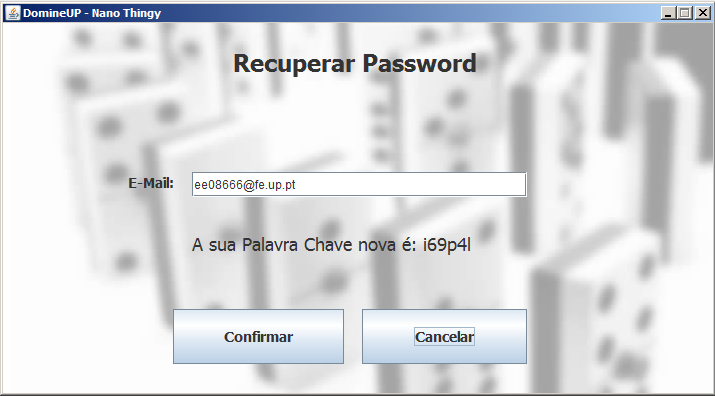 DomineUP - Nano Thingy
Recuperar Password
E-Mail: ee08666@fe.up.pt
A sua Palavra Chave nova é: i69p4l
Confirmar Cancelar